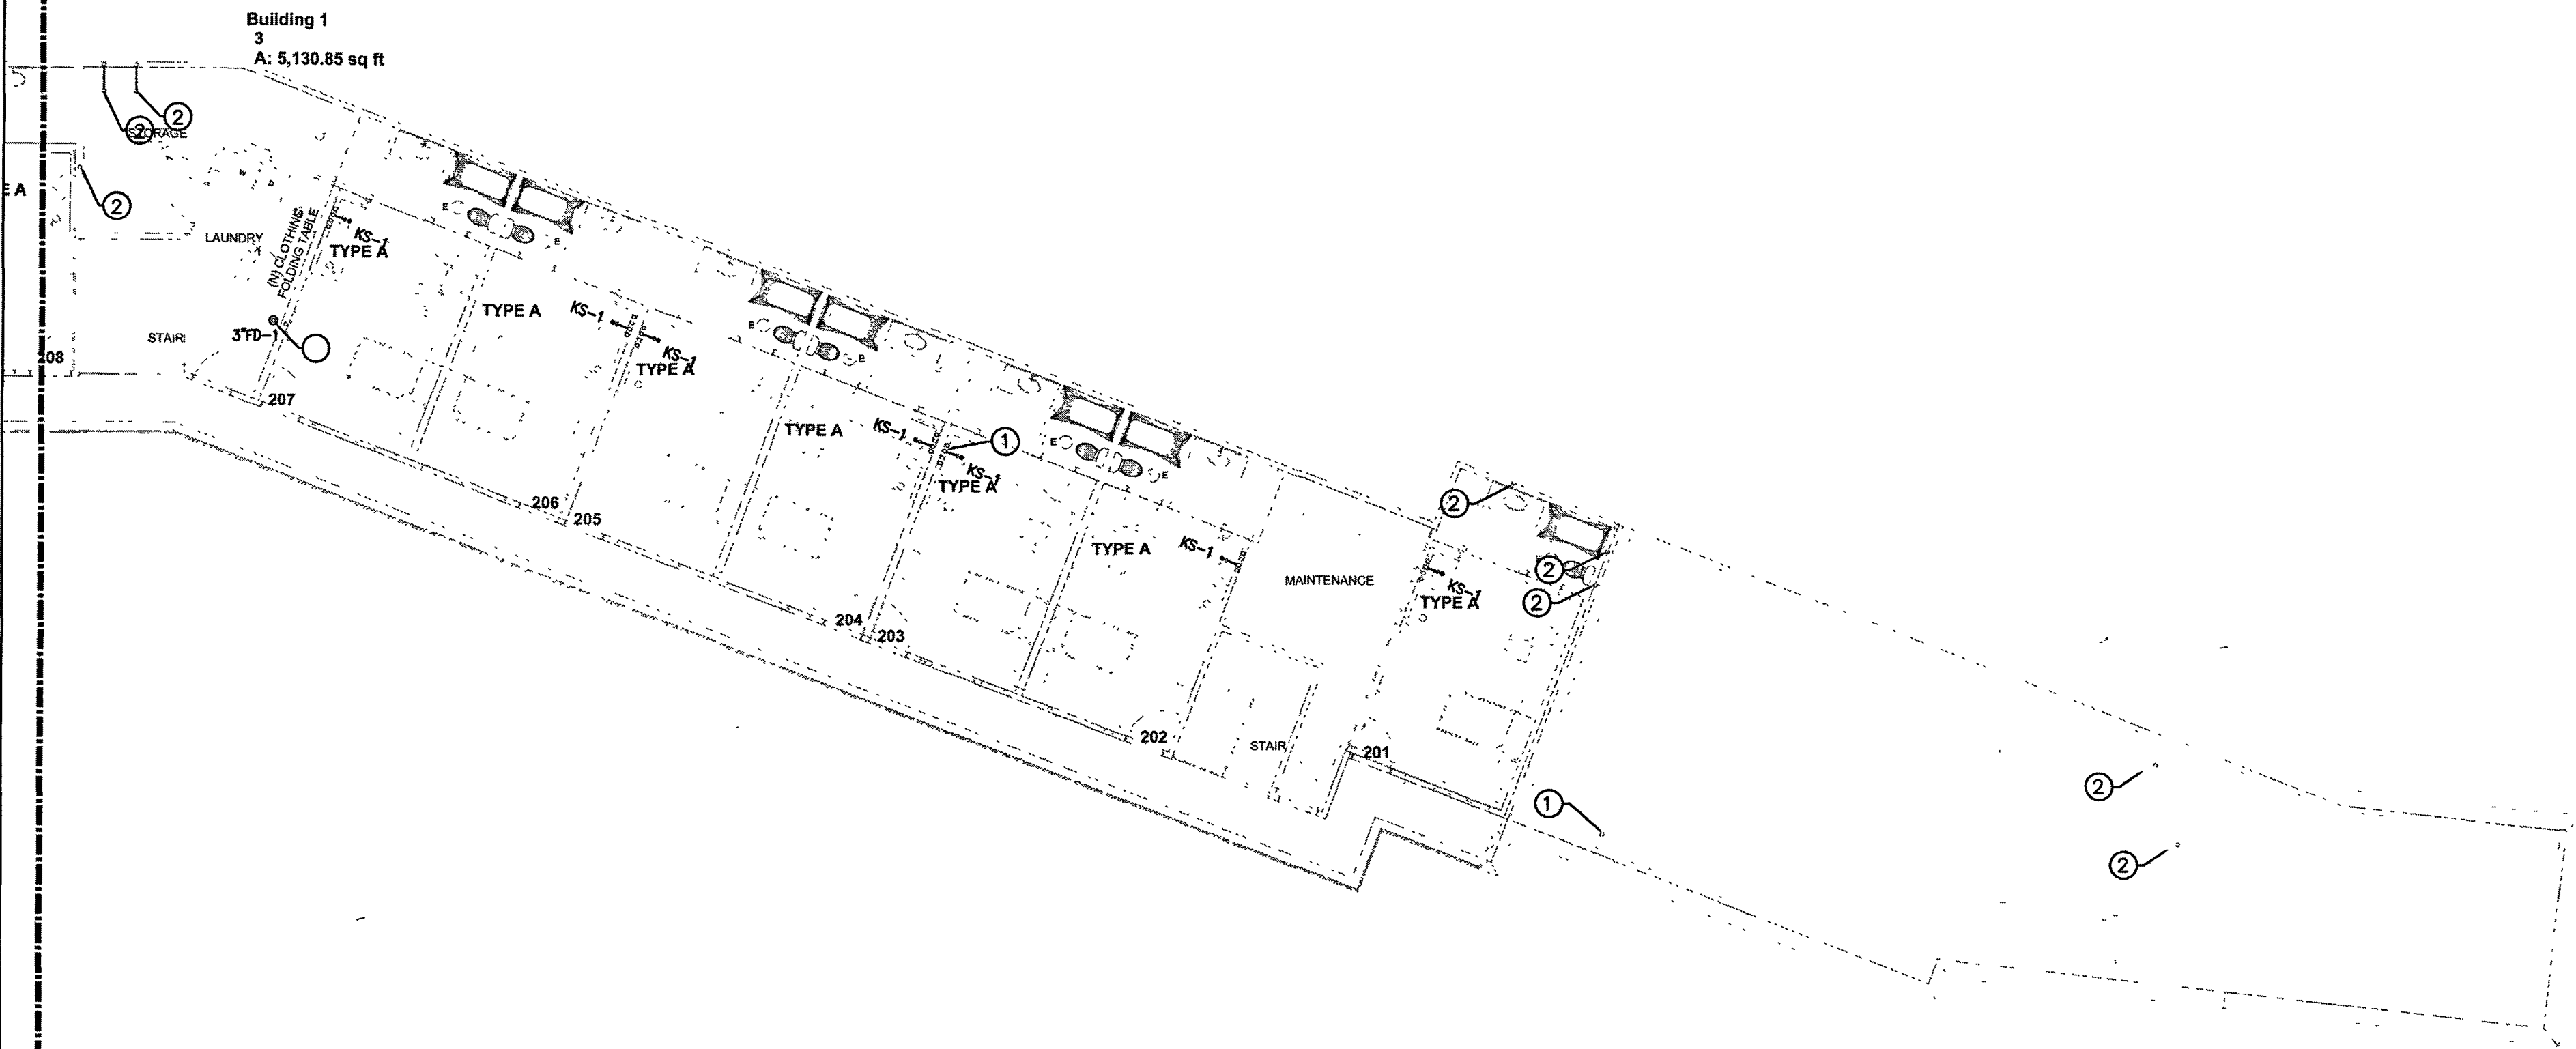 Building 1
3
A: 5,130.85 sq ft
2
2
STORAGE
W
D
E A
2
LAUNDRY
(N) CLOTHING
FOLDING TABLE
KS-1
TYPE A
E
E
STAIR
3"FD-1
208
207
TYPE A
KS-1
KS-1
TYPE A
206
205
E
E
TYPE A
KS-1
1
KS-1
TYPE A
204
203
E
E
TYPE A
KS-1
202
MAINTENANCE
STAIR
2
2
2
KS-1
TYPE A
201
1
2
2